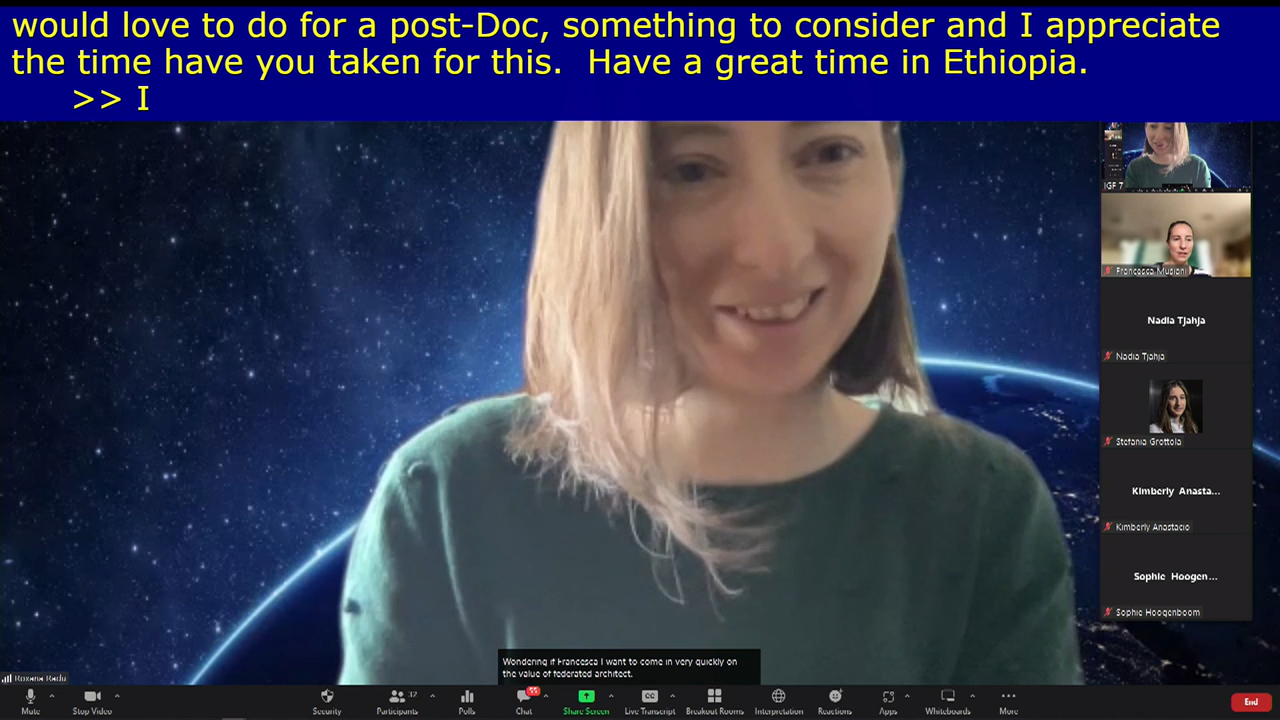 would love to do for a post-Doc, something to consider and I appreciate
the time have you taken for this.  Have a great time in Ethiopia.
>> I
IGF 7
Francesca Musiani
Nadia Tjahja
Nadia Tjahja
Stefania Grottola
Kimberly Anasta...
Kimberly Anastacio
Sophie Hoogen...
Sophie Hoogenboom
Wondering if Francesca I want to come in very quickly on
the value of federated architect.
Roxana Radu
Mute
Stop Video
Security
Participants
32
Polls
Chat
55
Share Screen
Live Transcript
Breakout Rooms
Interpretation
Reactions
Apps
Whiteboards
More
End